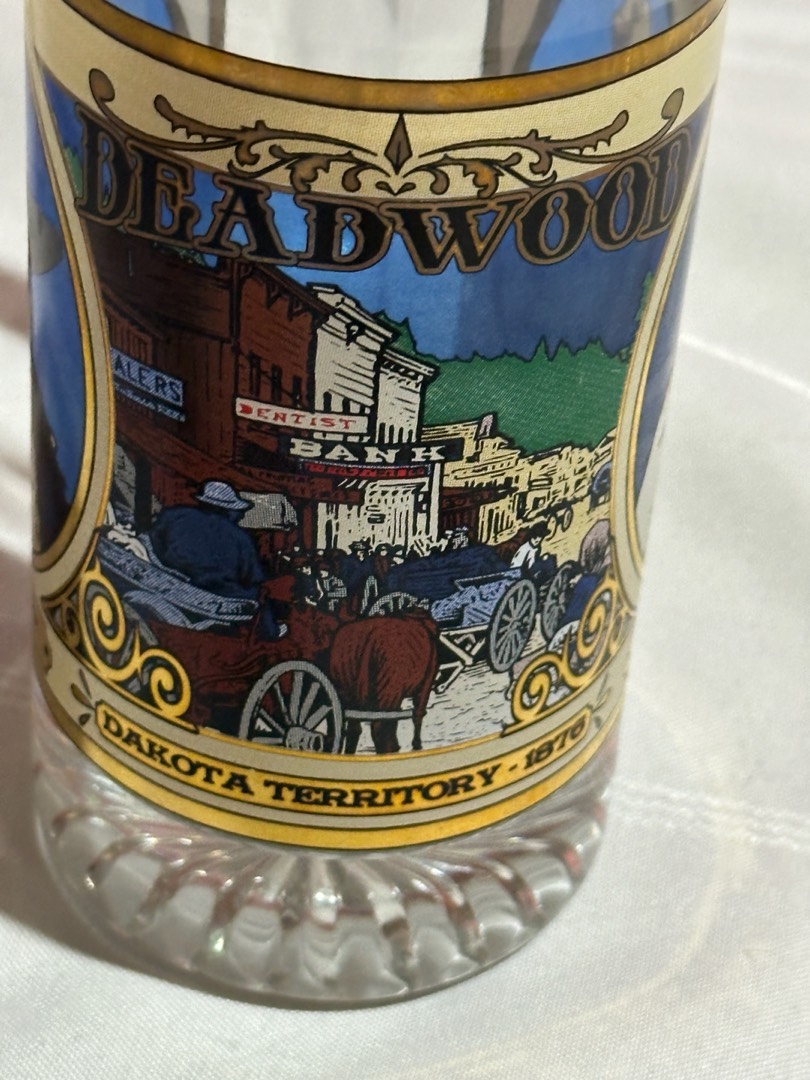 DEADWOOD
ALERS
DENTIST
BANK
DAKOTA TERRITORY - 1876